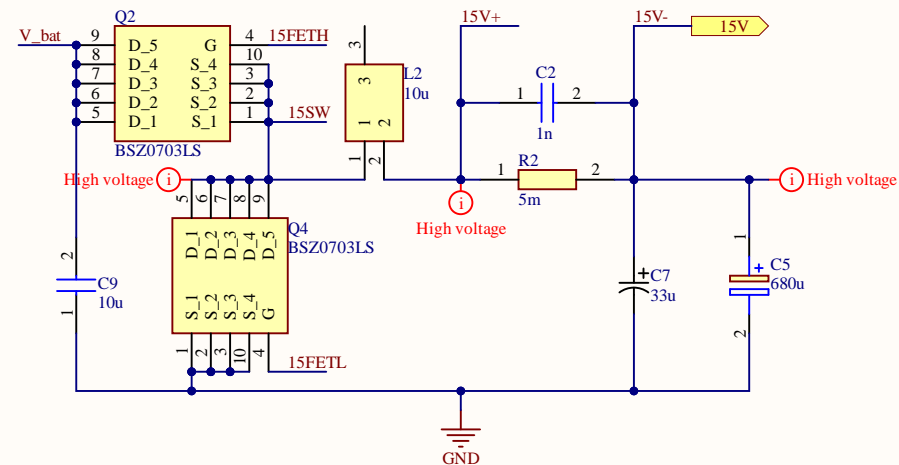 Q2
15V+
15V-
15V
V_bat
9 D_5 G 4 15FETH
8 D_4 S_4 10
7 D_3 S_3 3
6 D_2 S_2 2
5 D_1 S_1 1 15SW
BSZ0703LS
3
3
L2
10u
1
2
1
2
C2
1 2
1n
R2
1 2
5m
High voltage i
i
High voltage
i High voltage
5
6
7
8
9
Q4
BSZ0703LS
D_1
D_2
D_3
D_4
D_5
S_1
S_2
S_3
S_4
G
1
2
3
10
4
15FETL
2
C9
10u
1
+
C7
33u
1
+
C5
680u
2
GND